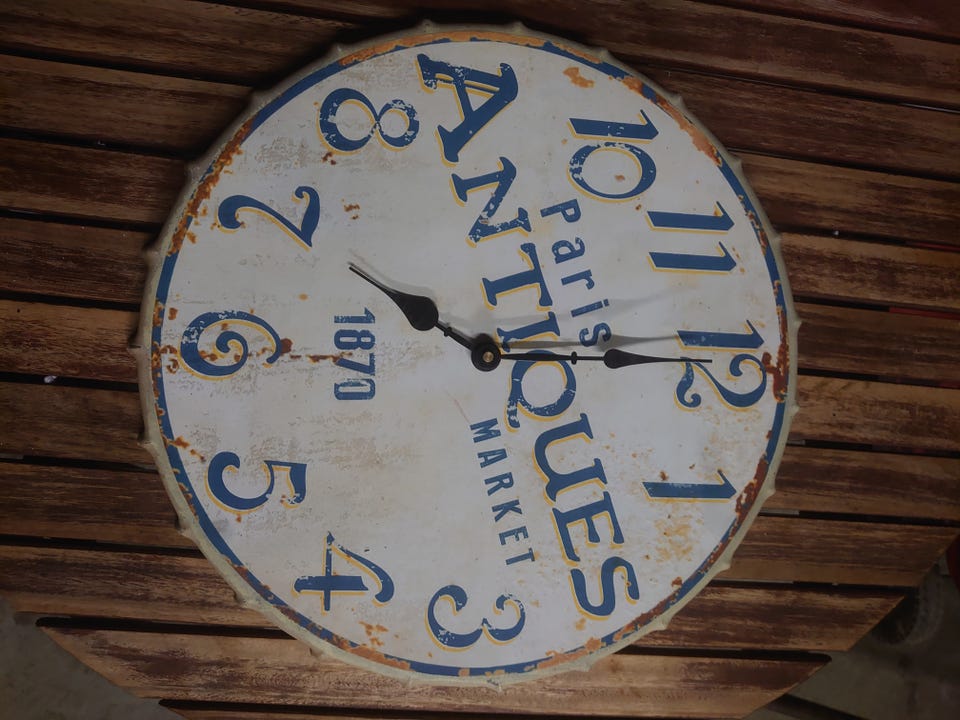 12
11 1
10
Paris
ANTIQUES
MARKET
3
8 4
1870
7 5
6